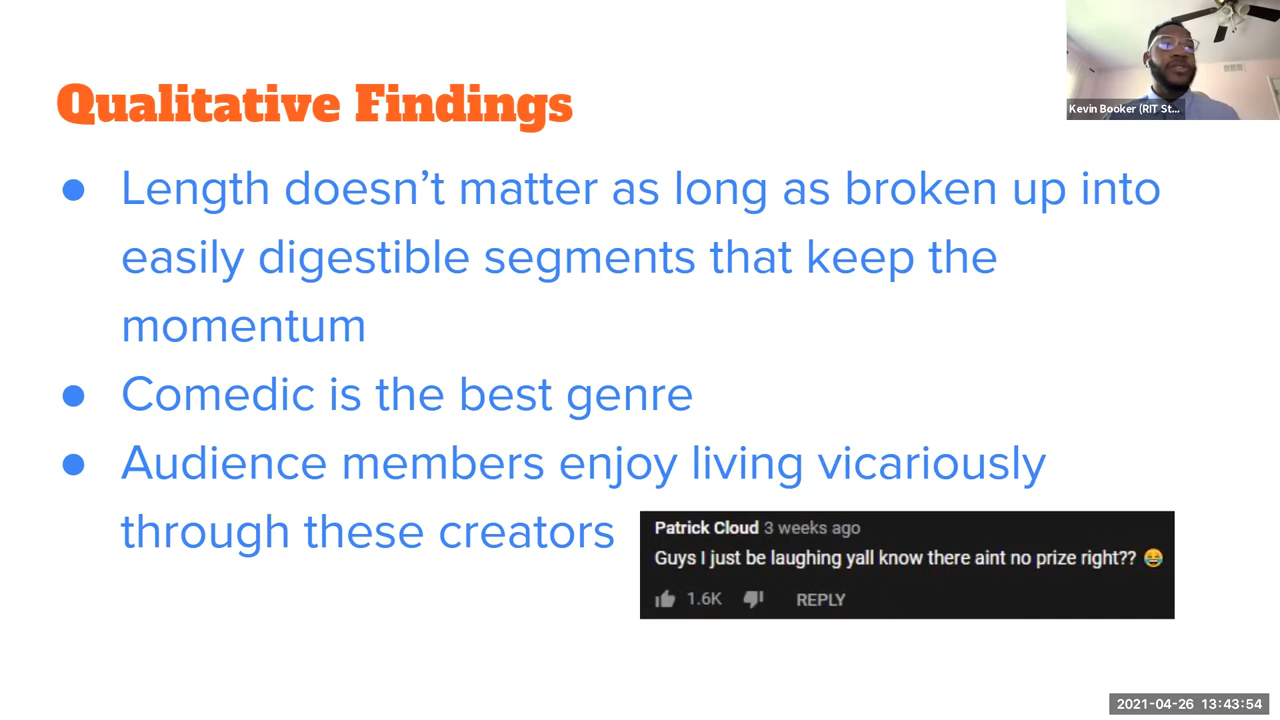 Qualitative Findings
Kevin Booker (RIT St...
● Length doesn’t matter as long as broken up into
easily digestible segments that keep the
momentum
● Comedic is the best genre
● Audience members enjoy living vicariously
through these creators
Patrick Cloud 3 weeks ago
Guys I just be laughing yall know there aint no prize right?? 😂
1.6K REPLY
2021-04-26 13:43:54